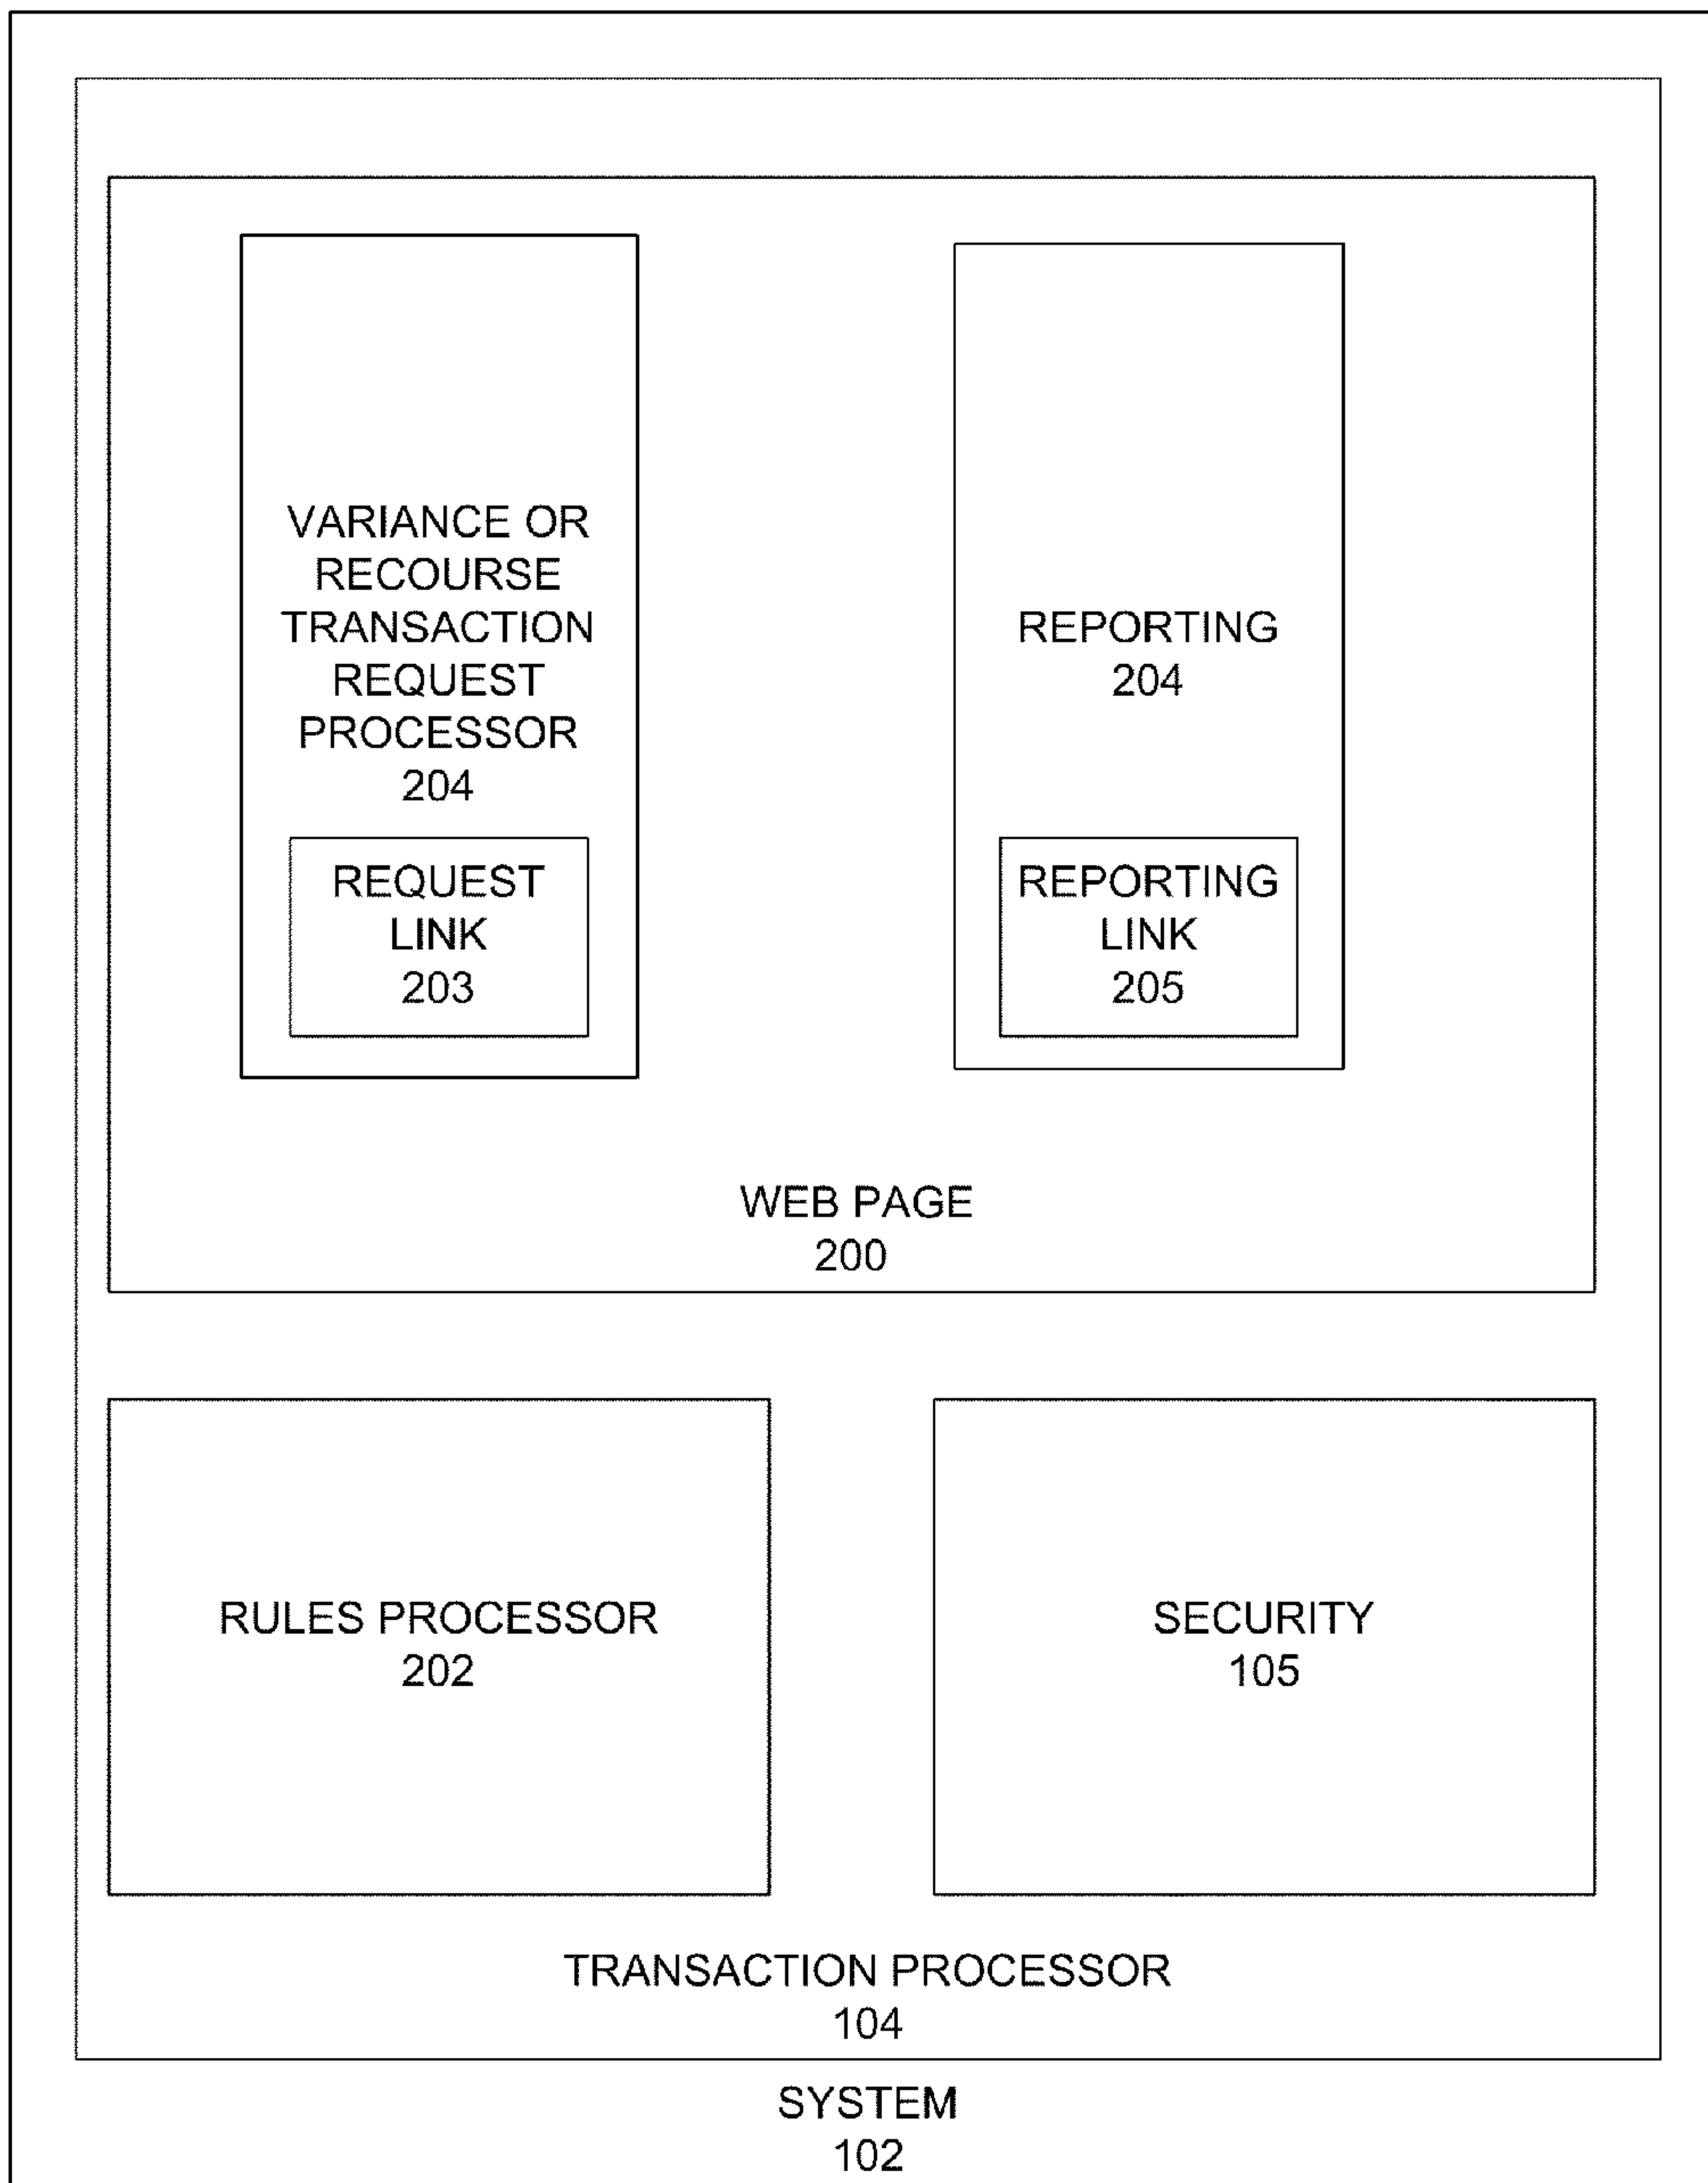 VARIANCE OR
RECOURSE
TRANSACTION
REQUEST
PROCESSOR
204
REQUEST
LINK
203
REPORTING
204
REPORTING
LINK
205
WEB PAGE
200
RULES PROCESSOR
202
SECURITY
105
TRANSACTION PROCESSOR
104
SYSTEM
102